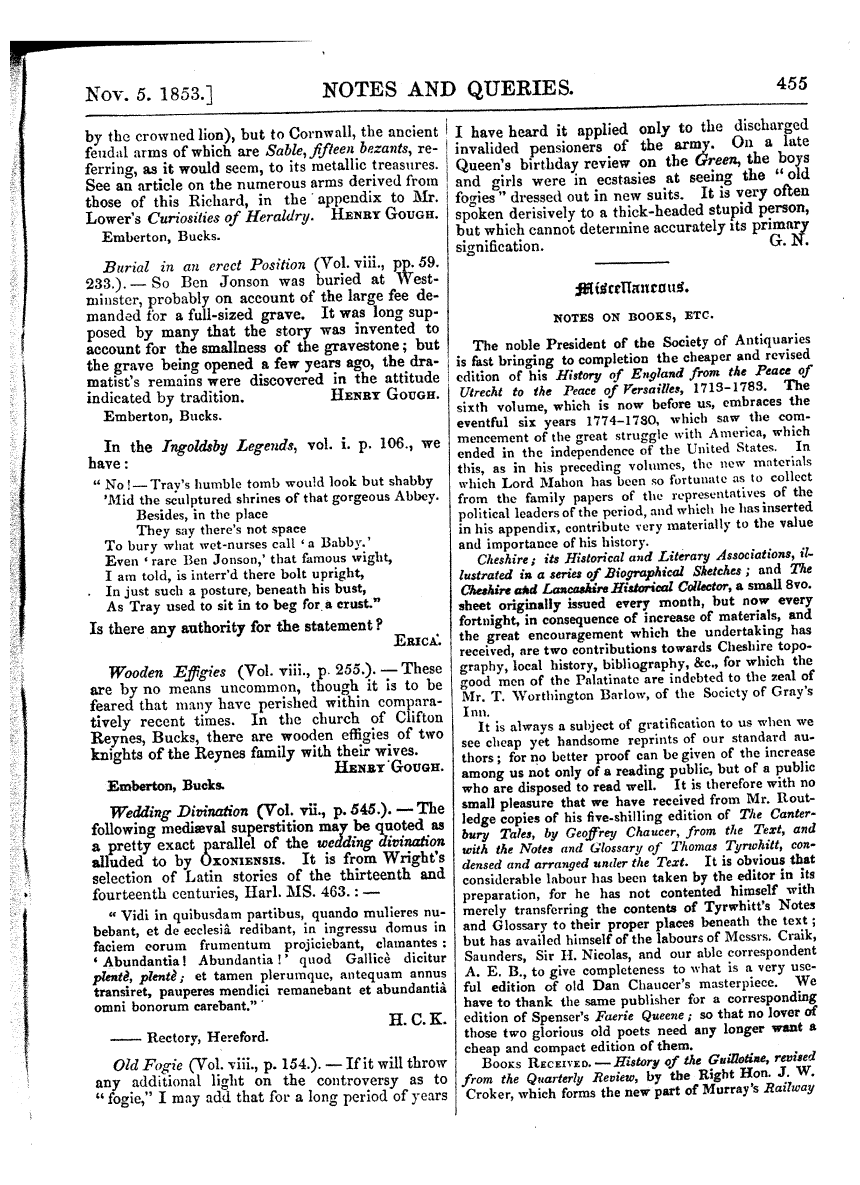 Nov. 5. 1853.]
NOTES AND QUERIES.
455
by the crowned lion), but to Cornwall, the ancient
feudal arms of which are Sable, fifteen bezants, re-
ferring, as it would seem, to its metallic treasures.
See an article on the numerous arms derived from
those of this Richard, in the appendix to Mr.
Lower's Curiosities of Heraldry. HENRY GOUGH.
Emberton, Bucks.
Burial in an erect Position (Vol. viii., pp. 59.
233.). — So Ben Jonson was buried at West-
minster, probably on account of the large fee de-
manded for a full-sized grave. It was long sup-
posed by many that the story was invented to
account for the smallness of the gravestone; but
the grave being opened a few years ago, the dra-
matist's remains were discovered in the attitude
indicated by tradition. HENRY GOUGH.
Emberton, Bucks.
In the Ingoldsby Legends, vol. i. p. 106., we
have:
" No!—Tray's humble tomb would look but shabby
'Mid the sculptured shrines of that gorgeous Abbey.
Besides, in the place
They say there's not space
To bury what wet-nurses call 'a Babby.'
Even 'rare Ben Jonson,' that famous wight,
I am told, is interr'd there bolt upright,
In just such a posture, beneath his bust,
As Tray used to sit in to beg for a crust."
Is there any authority for the statement?
ERICA.
Wooden Effigies (Vol. viii., p. 255.). — These
are by no means uncommon, though it is to be
feared that many have perished within compara-
tively recent times. In the church of Clifton
Reynes, Bucks, there are wooden effigies of two
knights of the Reynes family with their wives.
HENRY GOUGH.
Emberton, Bucks.
Wedding Divination (Vol. vii., p. 545.). — The
following mediæval superstition may be quoted as
a pretty exact parallel of the wedding divination
alluded to by OXONIENSIS. It is from Wright's
selection of Latin stories of the thirteenth and
fourteenth centuries, Harl. MS. 463.: —
" Vidi in quibusdam partibus, quando mulieres nu-
bebant, et de ecclesiâ redibant, in ingressu domus in
faciem eorum frumentum projiciebant, clamantes:
'Abundantia! Abundantia!' quod Gallicè dicitur
plentè, plentè; et tamen plerumque, antequam annus
transiret, pauperes mendici remanebant et abundantiâ
omni bonorum carebant."
H. C. K.
—— Rectory, Hereford.
Old Fogie (Vol. viii., p. 154.). — If it will throw
any additional light on the controversy as to
" fogie," I may add that for a long period of years
I have heard it applied only to the discharged
invalided pensioners of the army. On a late
Queen's birthday review on the Green, the boys
and girls were in ecstasies at seeing the "old
fogies" dressed out in new suits. It is very often
spoken derisively to a thick-headed stupid person,
but which cannot determine accurately its primary
signification. G. N.
Miscellaneous.
NOTES ON BOOKS, ETC.
The noble President of the Society of Antiquaries
is fast bringing to completion the cheaper and revised
edition of his History of England from the Peace of
Utrecht to the Peace of Versailles, 1713-1783. The
sixth volume, which is now before us, embraces the
eventful six years 1774-1780, which saw the com-
mencement of the great struggle with America, which
ended in the independence of the United States. In
this, as in his preceding volumes, the new materials
which Lord Mahon has been so fortunate as to collect
from the family papers of the representatives of the
political leaders of the period, and which he has inserted
in his appendix, contribute very materially to the value
and importance of his history.
Cheshire; its Historical and Literary Associations, il-
lustrated in a series of Biographical Sketches; and The
Cheshire and Lancashire Historical Collector, a small 8vo.
sheet originally issued every month, but now every
fortnight, in consequence of increase of materials, and
the great encouragement which the undertaking has
received, are two contributions towards Cheshire topo-
graphy, local history, bibliography, &c., for which the
good men of the Palatinate are indebted to the zeal of
Mr. T. Worthington Barlow, of the Society of Gray's
Inn.
It is always a subject of gratification to us when we
see cheap yet handsome reprints of our standard au-
thors; for no better proof can be given of the increase
among us not only of a reading public, but of a public
who are disposed to read well. It is therefore with no
small pleasure that we have received from Mr. Rout-
ledge copies of his five-shilling edition of The Canter-
bury Tales, by Geoffrey Chaucer, from the Text, and
with the Notes and Glossary of Thomas Tyrwhitt, con-
densed and arranged under the Text. It is obvious that
considerable labour has been taken by the editor in its
preparation, for he has not contented himself with
merely transferring the contents of Tyrwhitt's Notes
and Glossary to their proper places beneath the text;
but has availed himself of the labours of Messrs. Craik,
Saunders, Sir H. Nicolas, and our able correspondent
A. E. B., to give completeness to what is a very use-
ful edition of old Dan Chaucer's masterpiece. We
have to thank the same publisher for a corresponding
edition of Spenser's Faerie Queene; so that no lover of
those two glorious old poets need any longer want a
cheap and compact edition of them.
BOOKS RECEIVED. — History of the Guillotine, revised
from the Quarterly Review, by the Right Hon. J. W.
Croker, which forms the new part of Murray's Railway